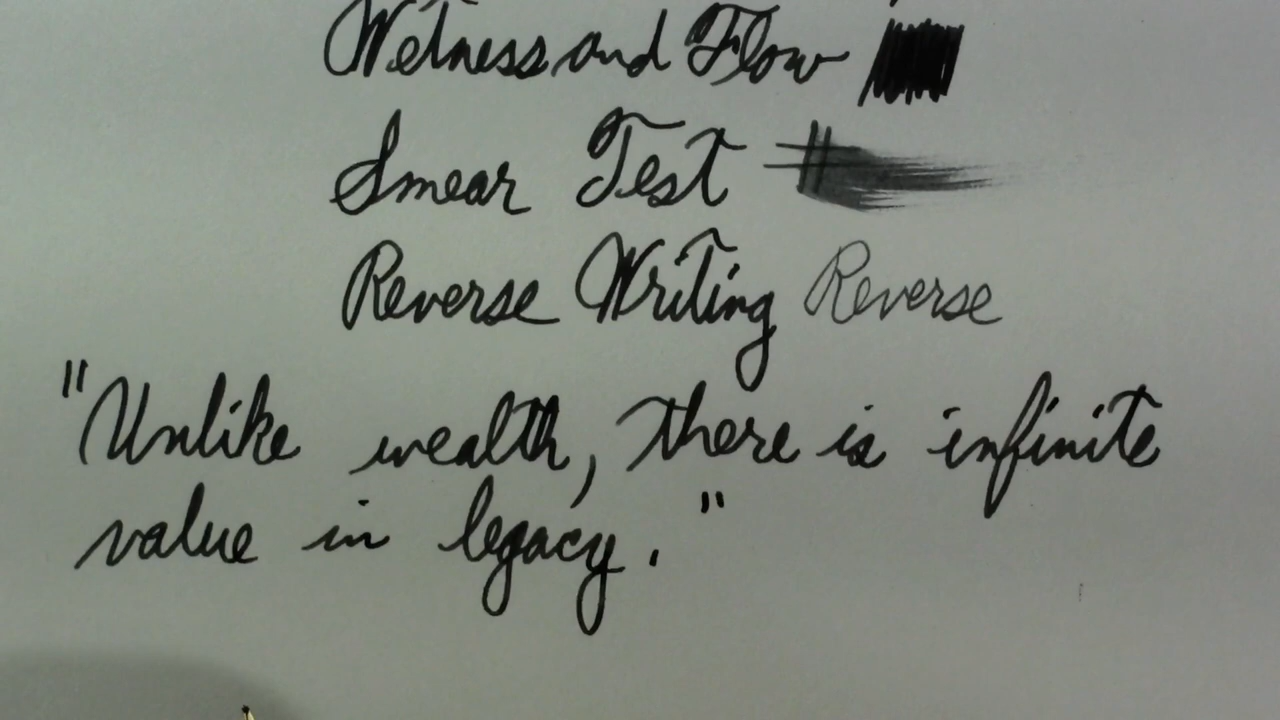 Wetness and Flow
Smear Test
Reverse Writing Reverse
"Unlike wealth, there is infinite
value in legacy."